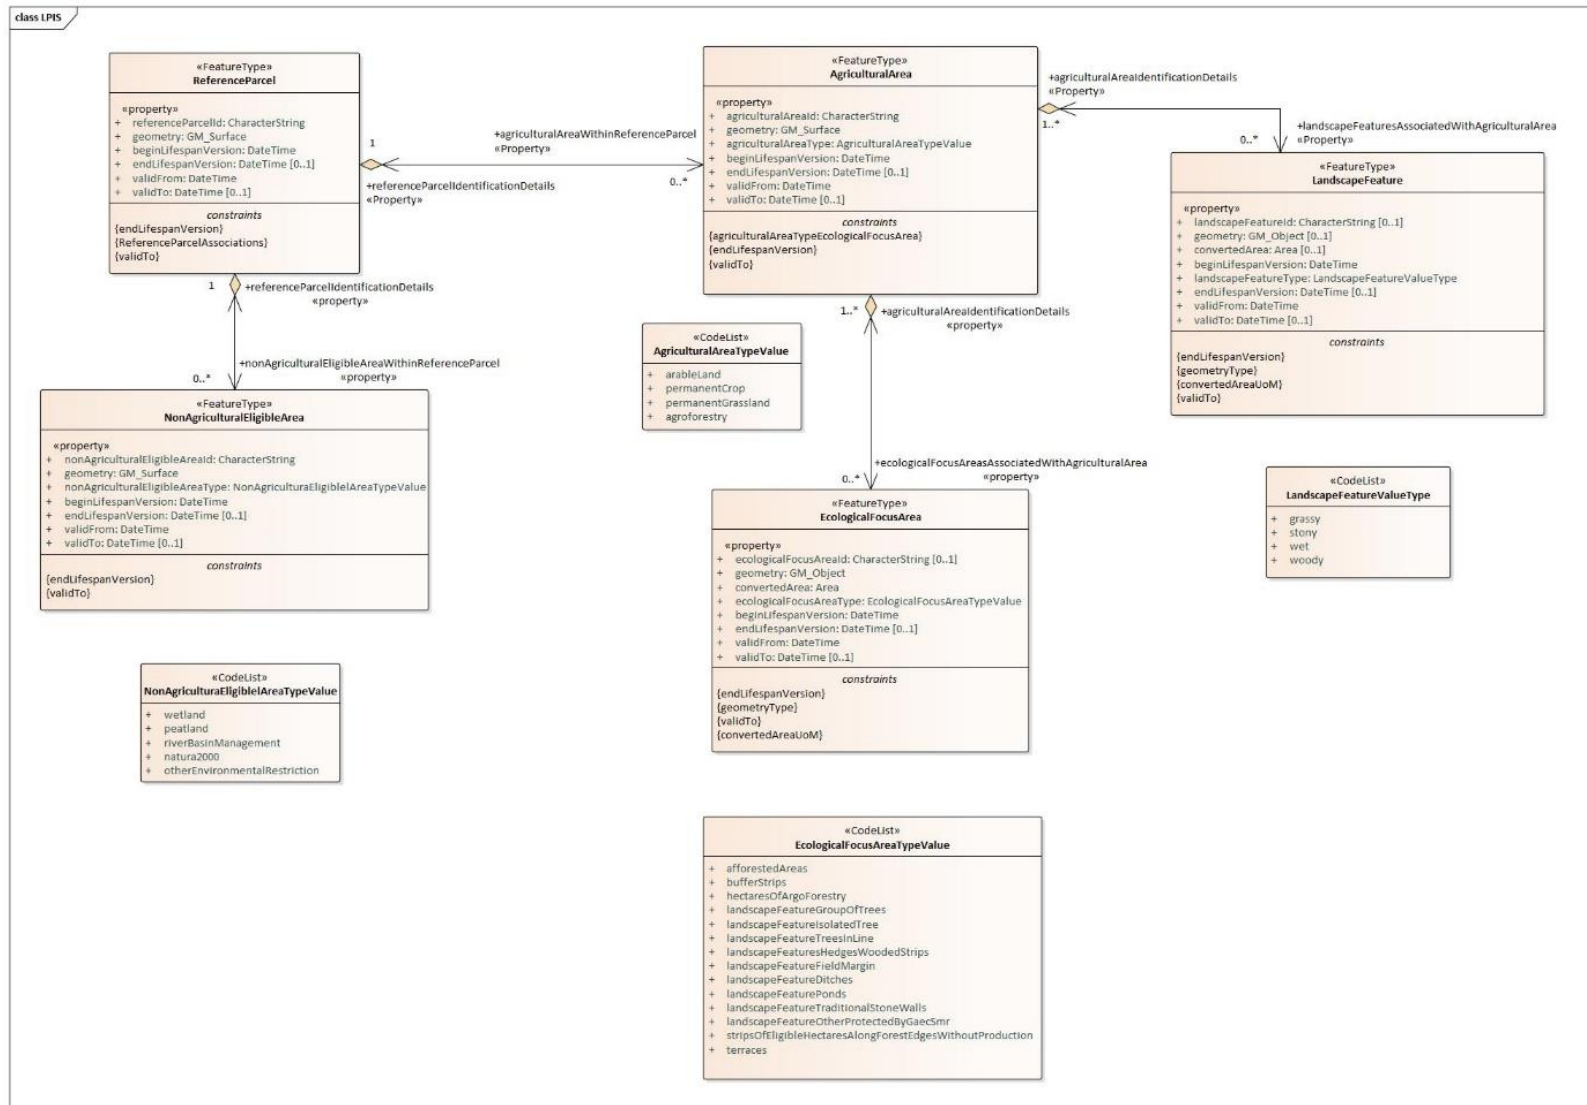 class LPIS
«FeatureType»
ReferenceParcel
«property»
+ referenceParcelId: CharacterString
+ geometry: GM_Surface
+ beginLifespanVersion: DateTime
+ endLifespanVersion: DateTime [0..1]
+ validFrom: DateTime
+ validTo: DateTime [0..1]
constraints
{endLifespanVersion}
{ReferenceParcelAssociations}
{validTo}
1
+agriculturalAreaWithinReferenceParcel
«Property»
+referenceParcelIdentificationDetails
«Property»
0..*
«FeatureType»
AgriculturalArea
«property»
+ agriculturalAreaId: CharacterString
+ geometry: GM_Surface
+ agriculturalAreaType: AgriculturalAreaTypeValue
+ beginLifespanVersion: DateTime
+ endLifespanVersion: DateTime [0..1]
+ validFrom: DateTime
+ validTo: DateTime [0..1]
constraints
{agriculturalAreaTypeEcologicalFocusArea}
{endLifespanVersion}
{validTo}
+agriculturalAreaIdentificationDetails
«Property»
1..*
+landscapeFeaturesAssociatedWithAgriculturalArea
0..*
«Property»
«FeatureType»
LandscapeFeature
«property»
+ landscapeFeatureId: CharacterString [0..1]
+ geometry: GM_Object [0..1]
+ convertedArea: Area [0..1]
+ beginLifespanVersion: DateTime
+ landscapeFeatureType: LandscapeFeatureValueType
+ endLifespanVersion: DateTime [0..1]
+ validFrom: DateTime
+ validTo: DateTime [0..1]
constraints
{endLifespanVersion}
{geometryType}
{convertedAreaUoM}
{validTo}
1
+referenceParcelIdentificationDetails
«property»
+nonAgriculturalEligibleAreaWithinReferenceParcel
«property»
0..*
«FeatureType»
NonAgriculturalEligibleArea
«property»
+ nonAgriculturalEligibleAreaId: CharacterString
+ geometry: GM_Surface
+ nonAgriculturalEligibleAreaType: NonAgriculturaEligiblelAreaTypeValue
+ beginLifespanVersion: DateTime
+ endLifespanVersion: DateTime [0..1]
+ validFrom: DateTime
+ validTo: DateTime [0..1]
constraints
{endLifespanVersion}
{validTo}
«CodeList»
AgriculturalAreaTypeValue
+ arableLand
+ permanentCrop
+ permanentGrassland
+ agroforestry
1..*
+agriculturalAreaIdentificationDetails
«property»
+ecologicalFocusAreasAssociatedWithAgriculturalArea
0..*
«property»
«FeatureType»
EcologicalFocusArea
«property»
+ ecologicalFocusAreaId: CharacterString [0..1]
+ geometry: GM_Object
+ convertedArea: Area
+ ecologicalFocusAreaType: EcologicalFocusAreaTypeValue
+ beginLifespanVersion: DateTime
+ endLifespanVersion: DateTime [0..1]
+ validFrom: DateTime
+ validTo: DateTime [0..1]
constraints
{endLifespanVersion}
{geometryType}
{validTo}
{convertedAreaUoM}
«CodeList»
LandscapeFeatureValueType
+ grassy
+ stony
+ wet
+ woody
«CodeList»
NonAgriculturaEligiblelAreaTypeValue
+ wetland
+ peatland
+ riverBasinManagement
+ natura2000
+ otherEnvironmentalRestriction
«CodeList»
EcologicalFocusAreaTypeValue
+ afforestedAreas
+ bufferStrips
+ hectaresOfArgoForestry
+ landscapeFeatureGroupOfTrees
+ landscapeFeatureIsolatedTree
+ landscapeFeatureTreesInLine
+ landscapeFeaturesHedgesWoodedStrips
+ landscapeFeatureFieldMargin
+ landscapeFeatureDitches
+ landscapeFeaturePonds
+ landscapeFeatureTraditionalStoneWalls
+ landscapeFeatureOtherProtectedByGaecSmr
+ stripsOfEligibleHectaresAlongForestEdgesWithoutProduction
+ terraces